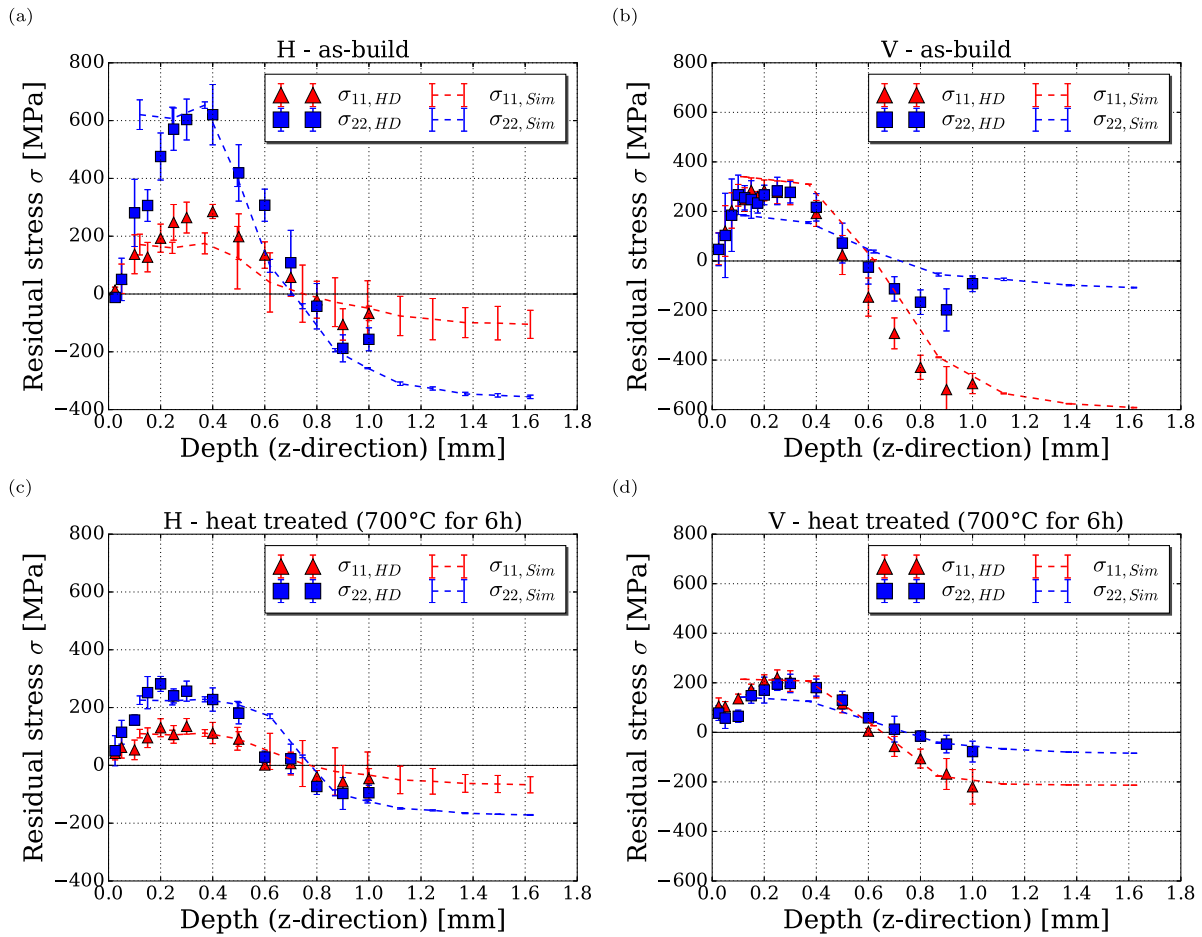 (a)
H - as-build
Residual stress σ [MPa]
800
600
400
200
0
−200
−400
σ11,HD
σ22,HD
σ11,Sim
σ22,Sim
0.0 0.2 0.4 0.6 0.8 1.0 1.2 1.4 1.6 1.8
Depth (z-direction) [mm]
(b)
V - as-build
Residual stress σ [MPa]
800
600
400
200
0
−200
−400
−600
σ11,HD
σ22,HD
σ11,Sim
σ22,Sim
0.0 0.2 0.4 0.6 0.8 1.0 1.2 1.4 1.6 1.8
Depth (z-direction) [mm]
(c)
H - heat treated (700°C for 6h)
Residual stress σ [MPa]
800
600
400
200
0
−200
−400
σ11,HD
σ22,HD
σ11,Sim
σ22,Sim
0.0 0.2 0.4 0.6 0.8 1.0 1.2 1.4 1.6 1.8
Depth (z-direction) [mm]
(d)
V - heat treated (700°C for 6h)
Residual stress σ [MPa]
800
600
400
200
0
−200
−400
−600
σ11,HD
σ22,HD
σ11,Sim
σ22,Sim
0.0 0.2 0.4 0.6 0.8 1.0 1.2 1.4 1.6 1.8
Depth (z-direction) [mm]